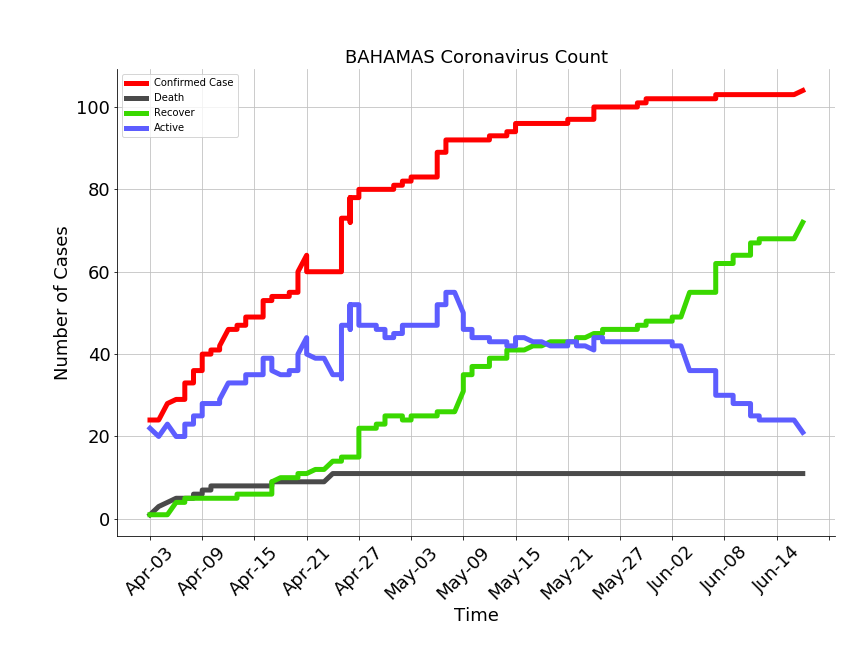 BAHAMAS Coronavirus Count
Confirmed Case
Death
Recover
Active
Number of Cases
100
80
60
40
20
0
Apr-03 Apr-09 Apr-15 Apr-21 Apr-27 May-03 May-09 May-15 May-21 May-27 Jun-02 Jun-08 Jun-14
Time